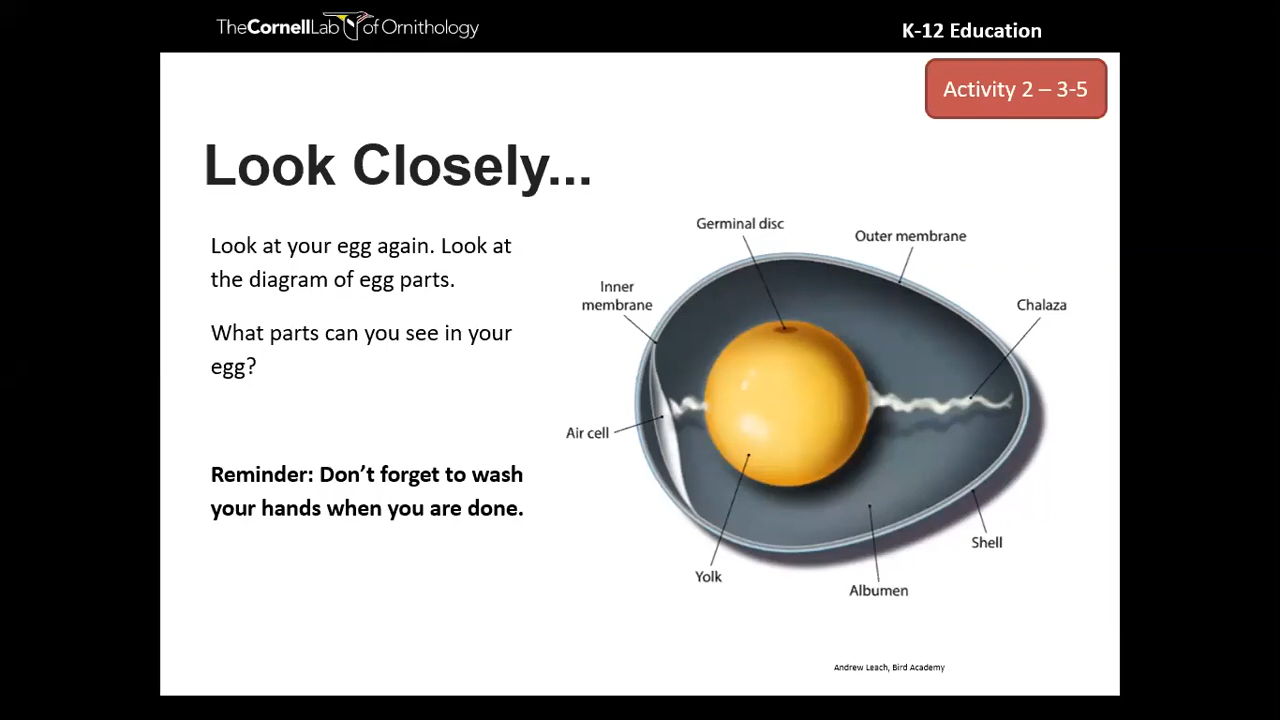 TheCornellLab of Ornithology
K-12 Education
Activity 2 – 3-5
Look Closely...
Look at your egg again. Look at
the diagram of egg parts.
What parts can you see in your
egg?
Reminder: Don’t forget to wash
your hands when you are done.
Germinal disc
Outer membrane
Inner
membrane
Chalaza
Air cell
Shell
Yolk
Albumen
Andrew Leach, Bird Academy